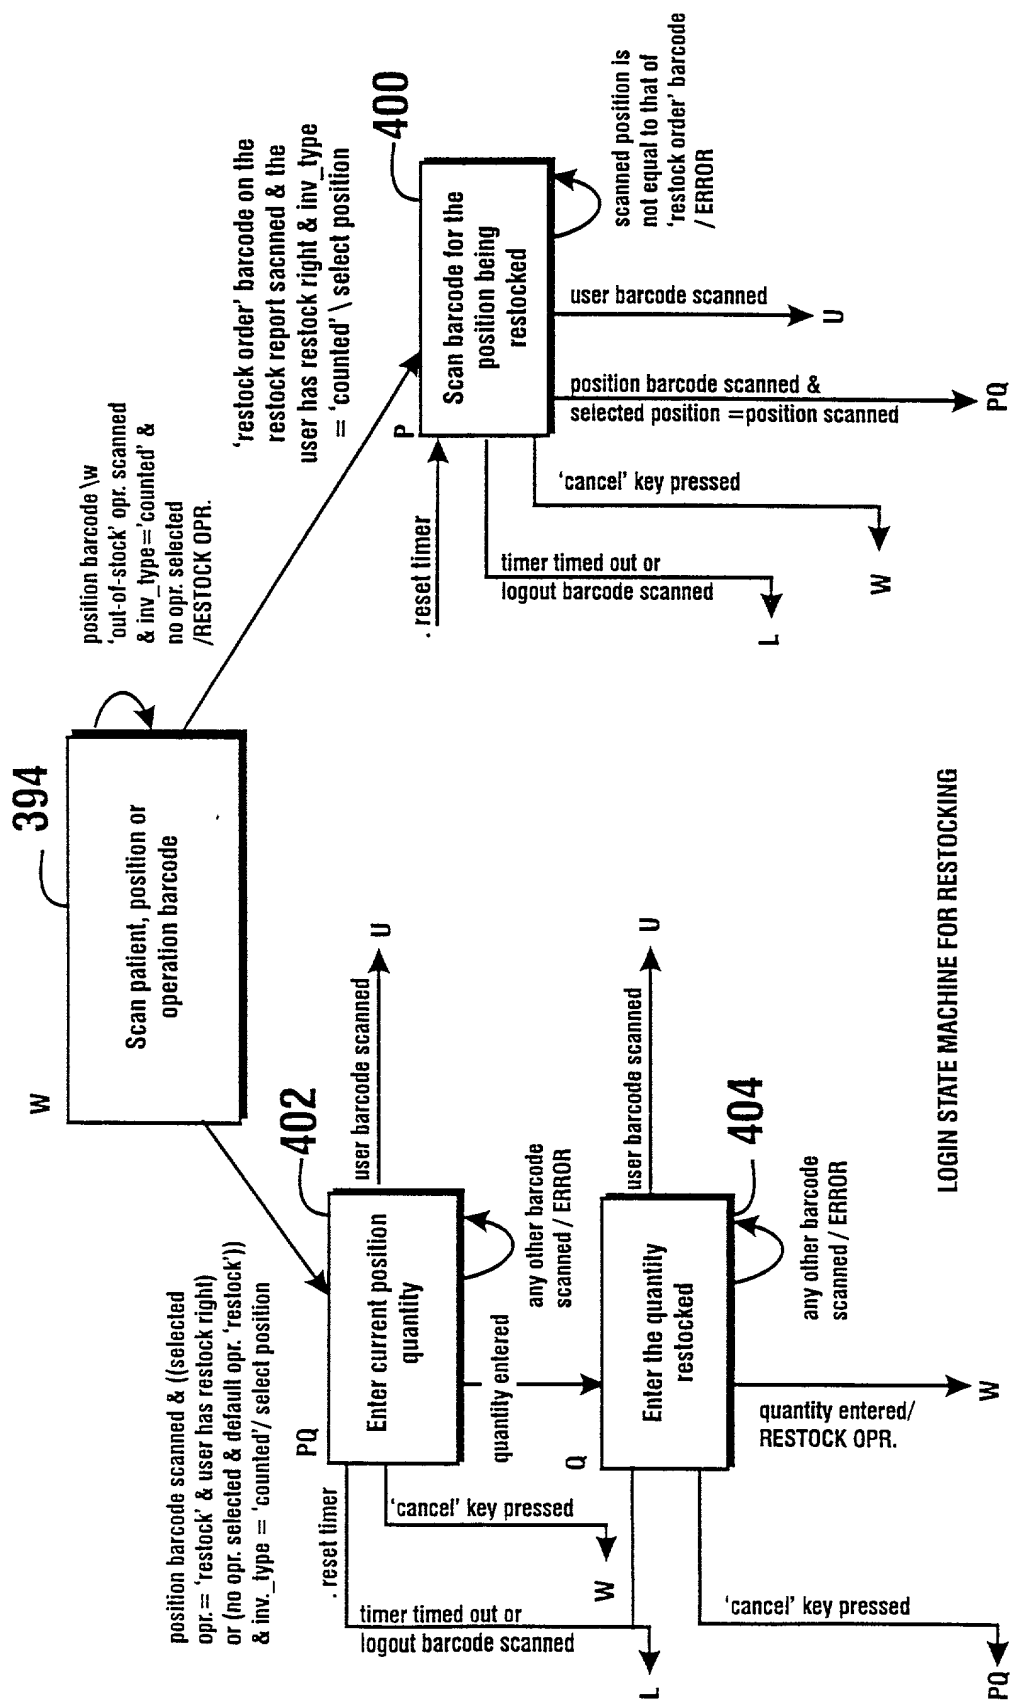 394
W
Scan patient, position or
operation barcode
position barcode \w
'out-of-stock' opr. scanned
& inv_type='counted' &
no opr. selected
/RESTOCK OPR.
'restock order' barcode on the
restock report sacnned & the
user has restock right & inv_type
= 'counted' \ select position
400
P
Scan barcode for the
position being
restocked
scanned position is
not equal to that of
'restock order' barcode
/ ERROR
user barcode scanned
U
position barcode scanned &
selected position =position scanned
PQ
. reset timer
'cancel' key pressed
W
timer timed out or
logout barcode scanned
L
position barcode scanned & ((selected
opr.= 'restock' & user has restock right)
or (no opr. selected & default opr. 'restock'))
& inv._type = 'counted'/ select position
402
PQ
Enter current position
quantity
user barcode scanned
U
any other barcode
scanned / ERROR
quantity entered
. reset timer
'cancel' key pressed
W
timer timed out or
logout barcode scanned
L
404
Q
Enter the quantity
restocked
user barcode scanned
U
any other barcode
scanned / ERROR
quantity entered/
RESTOCK OPR.
W
'cancel' key pressed
PQ
LOGIN STATE MACHINE FOR RESTOCKING